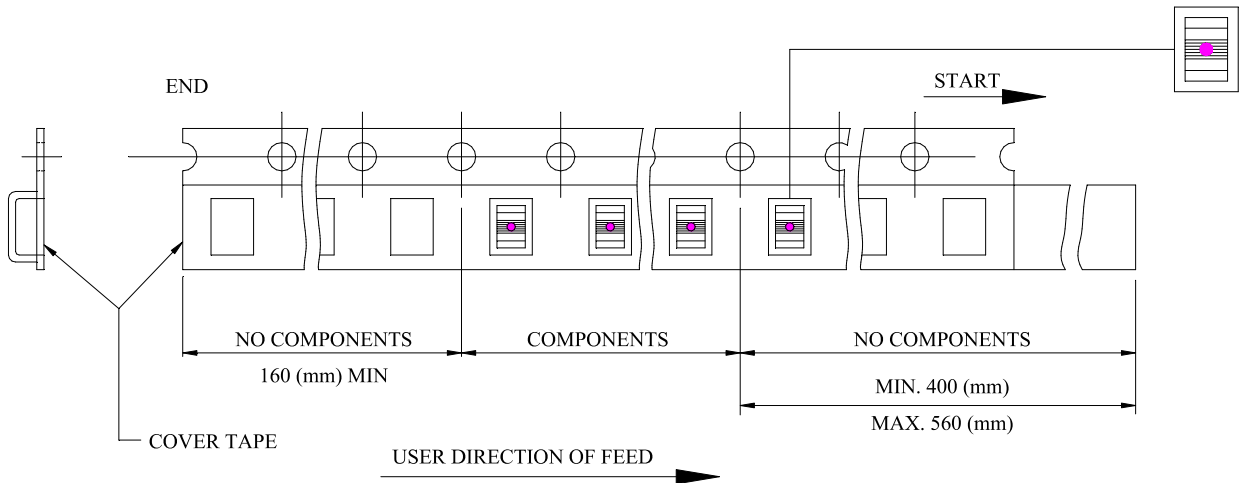 END
START
NO COMPONENTS
COMPONENTS
NO COMPONENTS
160 (mm) MIN
MIN. 400 (mm)
MAX. 560 (mm)
COVER TAPE
USER DIRECTION OF FEED